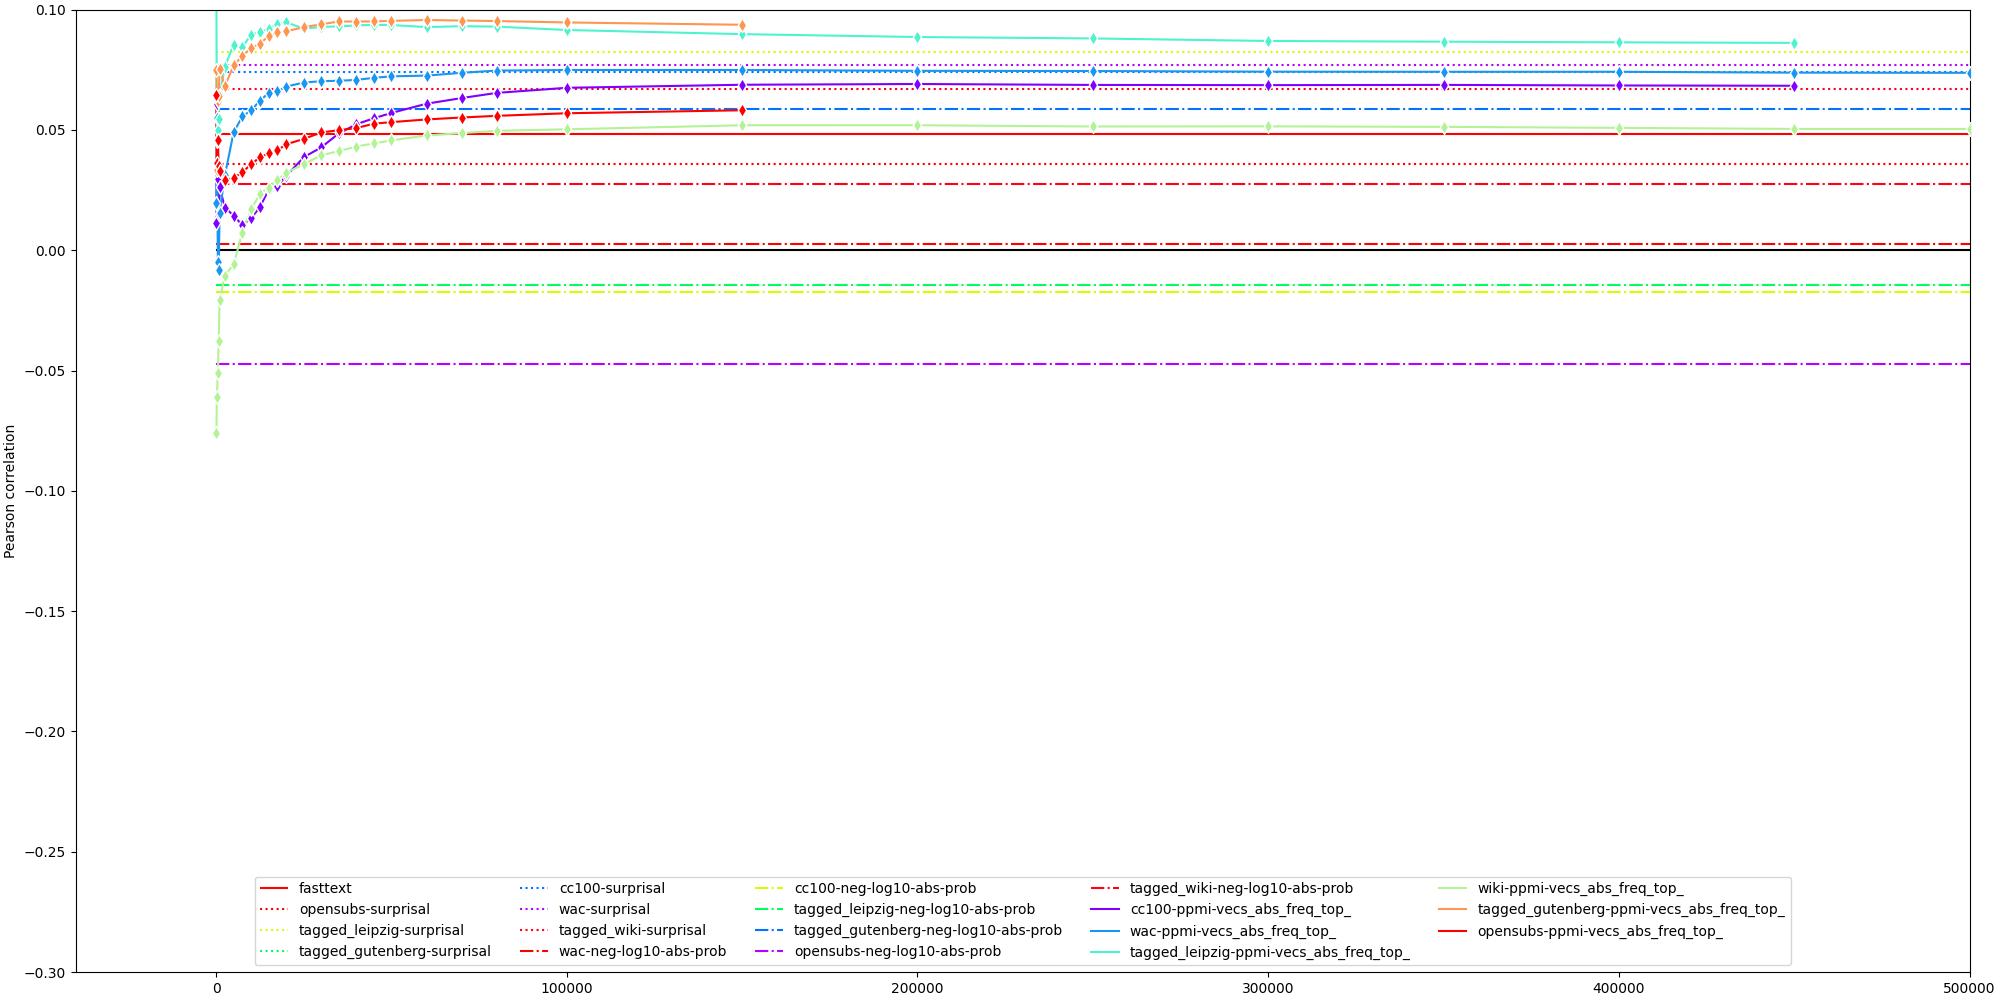 0.10
0.05
0.00
−0.05
−0.10
−0.15
−0.20
−0.25
−0.30
Pearson correlation
fasttext
opensubs-surprisal
tagged_leipzig-surprisal
tagged_gutenberg-surprisal
cc100-surprisal
wac-surprisal
tagged_wiki-surprisal
wac-neg-log10-abs-prob
cc100-neg-log10-abs-prob
tagged_leipzig-neg-log10-abs-prob
tagged_gutenberg-neg-log10-abs-prob
opensubs-neg-log10-abs-prob
tagged_wiki-neg-log10-abs-prob
cc100-ppmi-vecs_abs_freq_top_
wac-ppmi-vecs_abs_freq_top_
tagged_leipzig-ppmi-vecs_abs_freq_top_
wiki-ppmi-vecs_abs_freq_top_
tagged_gutenberg-ppmi-vecs_abs_freq_top_
opensubs-ppmi-vecs_abs_freq_top_
0 100000 200000 300000 400000 500000